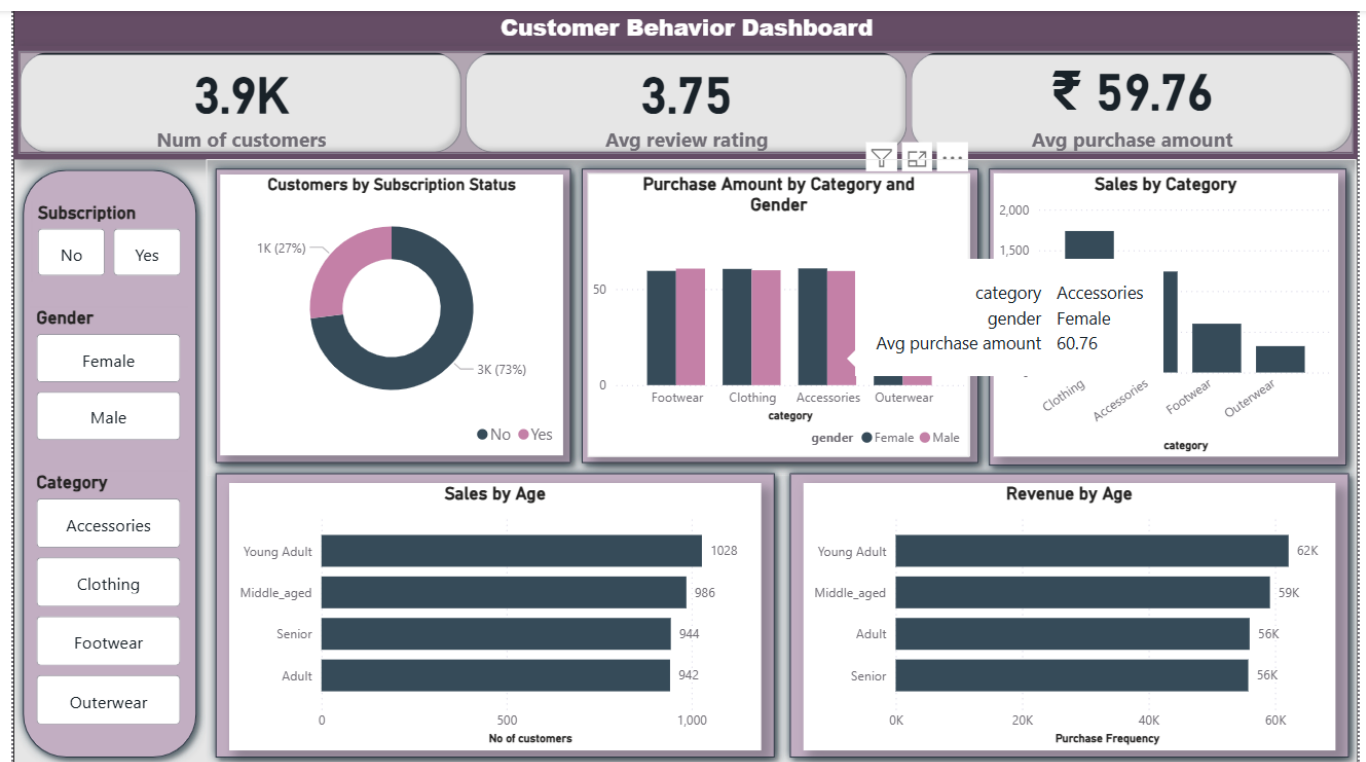 Customer Behavior Dashboard
3.9K
Num of customers
3.75
Avg review rating
₹ 59.76
Avg purchase amount
Subscription
No Yes
Gender
Female
Male
Category
Accessories
Clothing
Footwear
Outerwear
Customers by Subscription Status
1K (27%)
3K (73%)
No Yes
Purchase Amount by Category and
Gender
50
0
Footwear Clothing Accessories Outerwear
category
gender Female Male
category Accessories
gender Female
Avg purchase amount 60.76
Sales by Category
2,000
1,500
Clothing Accessories Footwear Outerwear
category
Sales by Age
Young Adult 1028
Middle_aged 986
Senior 944
Adult 942
0 500 1,000
No of customers
Revenue by Age
Young Adult 62K
Middle_aged 59K
Adult 56K
Senior 56K
0K 20K 40K 60K
Purchase Frequency